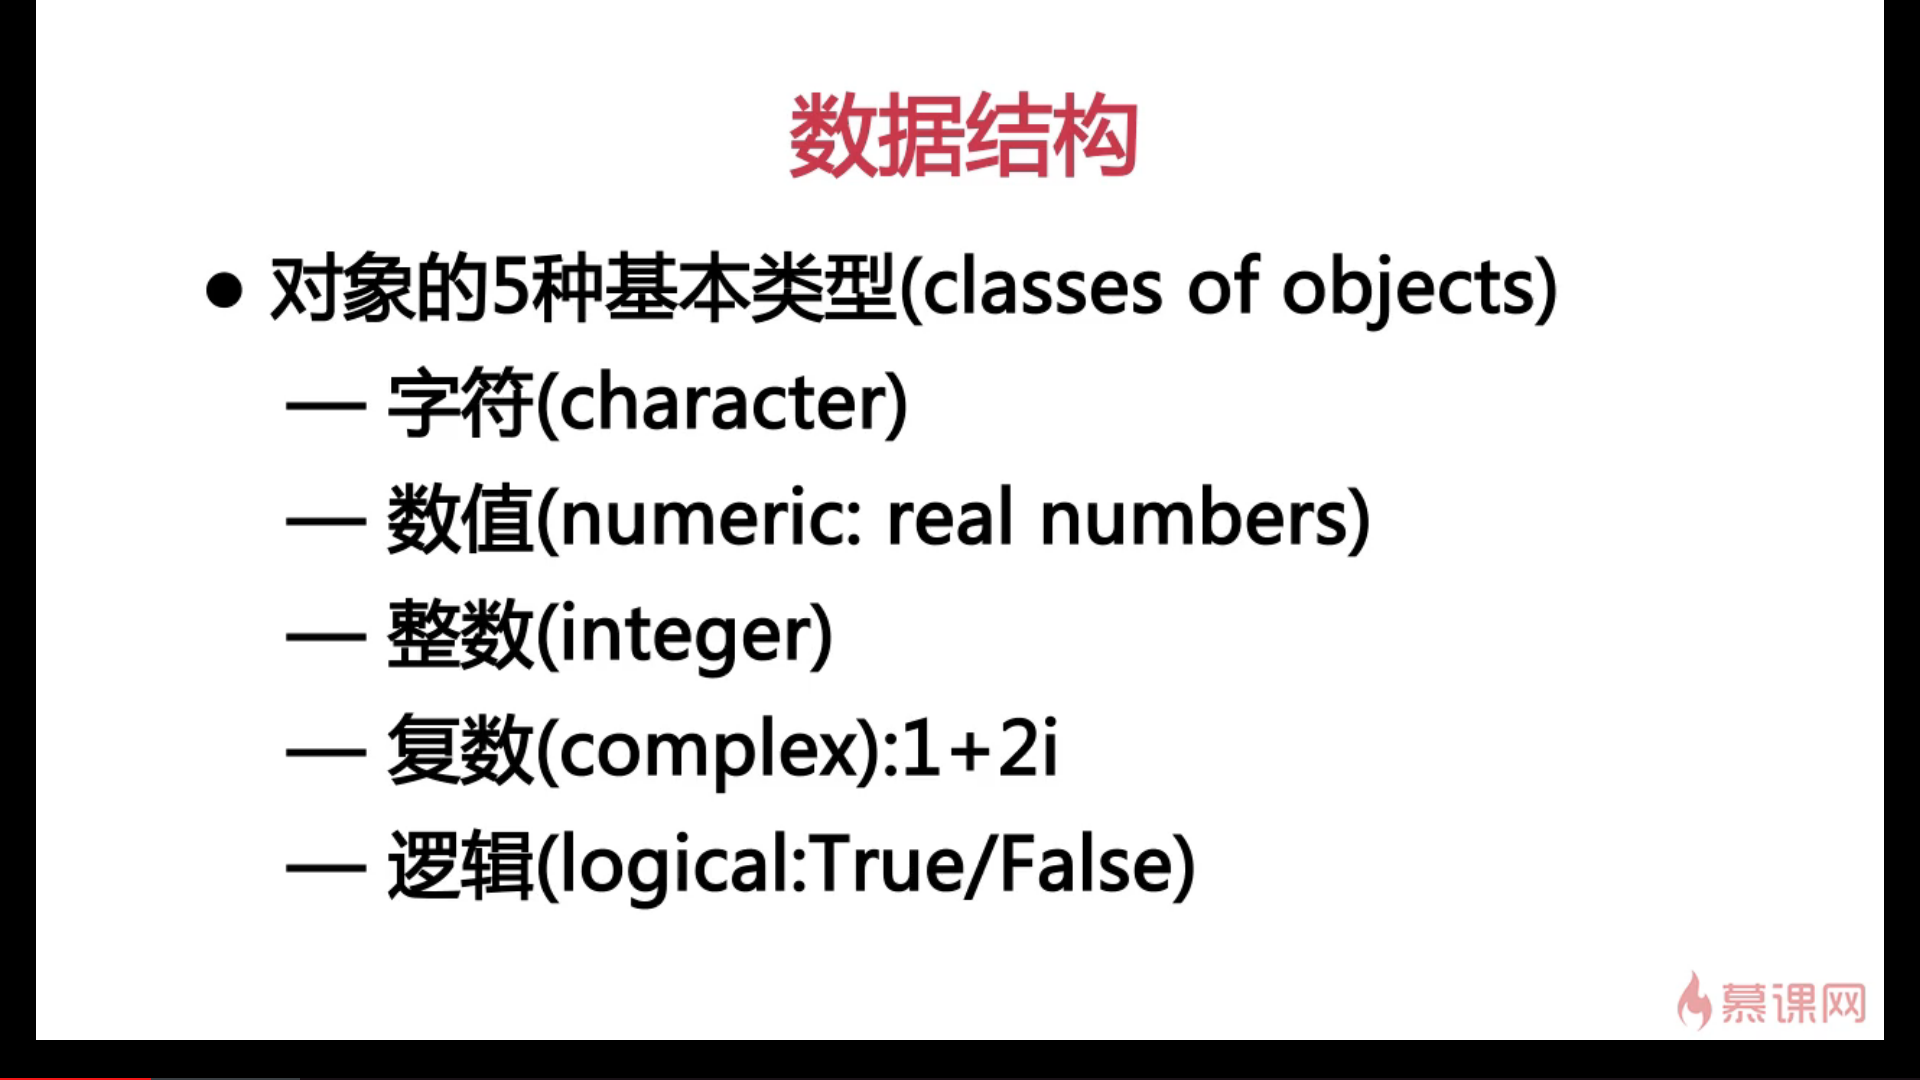 数据结构
● 对象的5种基本类型(classes of objects)
— 字符(character)
— 数值(numeric: real numbers)
— 整数(integer)
— 复数(complex):1+2i
— 逻辑(logical:True/False)
慕课网